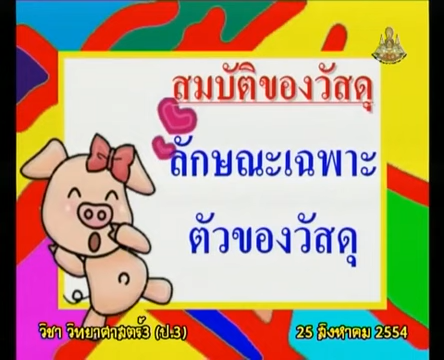 สมบัติของวัสดุ
ลักษณะเฉพาะ
ตัวของวัสดุ
วิชา วิทยาศาสตร์3 (ป.3) 25 สิงหาคม 2554